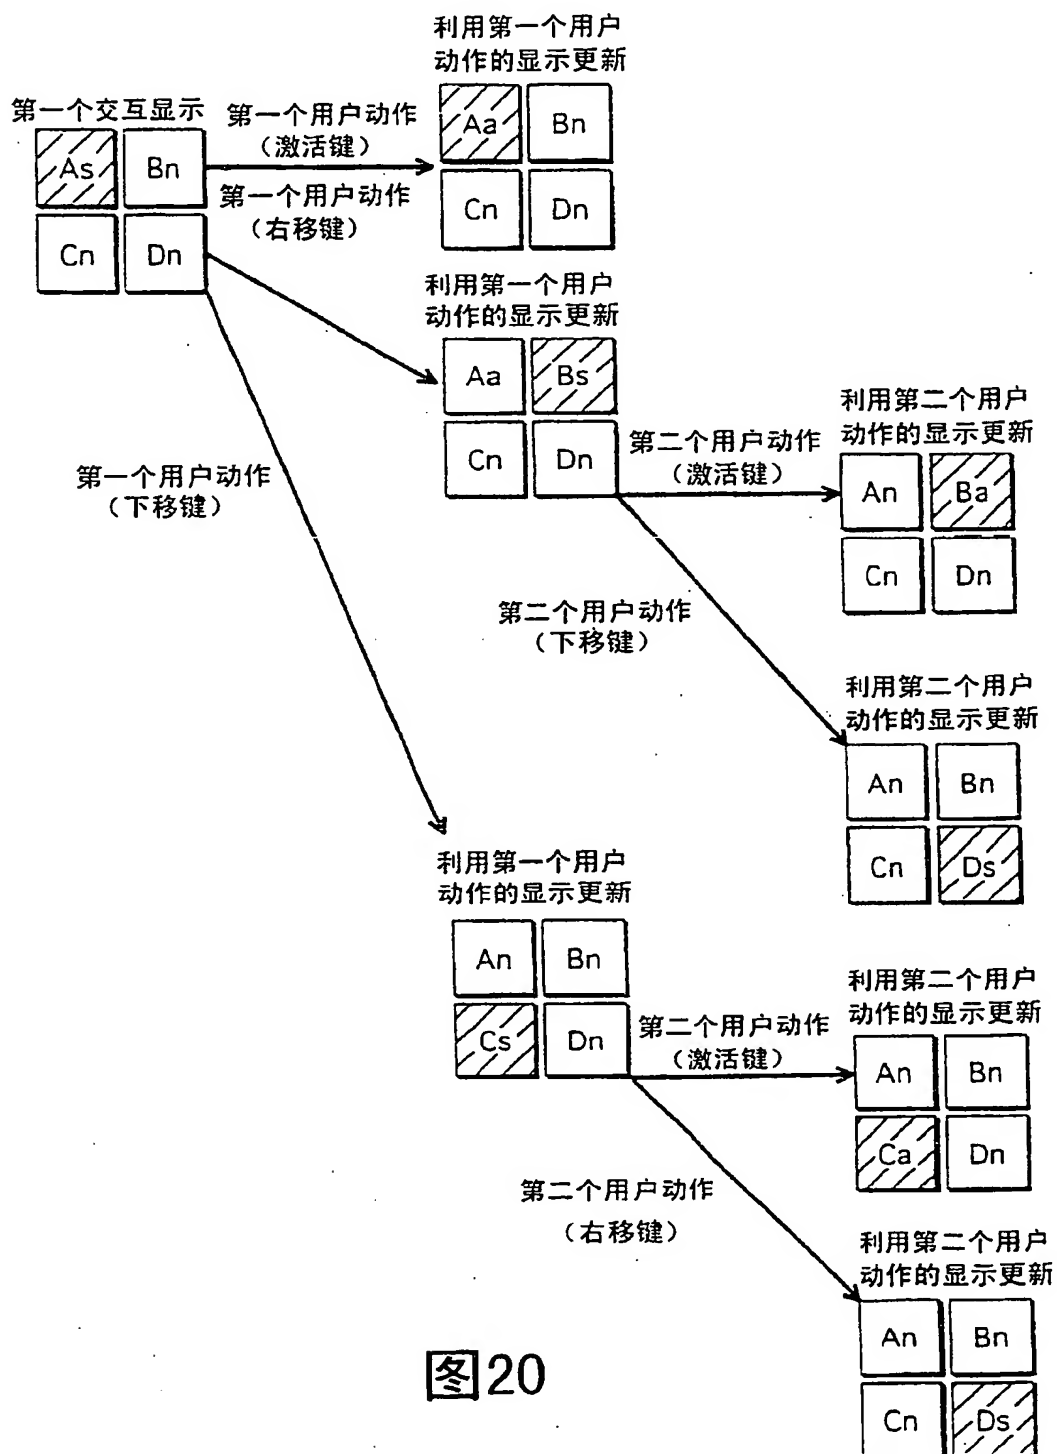 利用第一个用户
动作的显示更新
第一个交互显示
第一个用户动作
（激活键）
Aa
Bn
As
Bn
第一个用户动作
（右移键）
Cn
Dn
Cn
Dn
利用第一个用户
动作的显示更新
Aa
Bs
利用第二个用户
动作的显示更新
第二个用户动作
（激活键）
Cn
Dn
第一个用户动作
（下移键）
An
Ba
Cn
Dn
第二个用户动作
（下移键）
利用第二个用户
动作的显示更新
An
Bn
Cn
Ds
利用第一个用户
动作的显示更新
An
Bn
利用第二个用户
动作的显示更新
Cs
Dn
第二个用户动作
（激活键）
An
Bn
Ca
Dn
第二个用户动作
（右移键）
利用第二个用户
动作的显示更新
An
Bn
图20
Cn
Ds